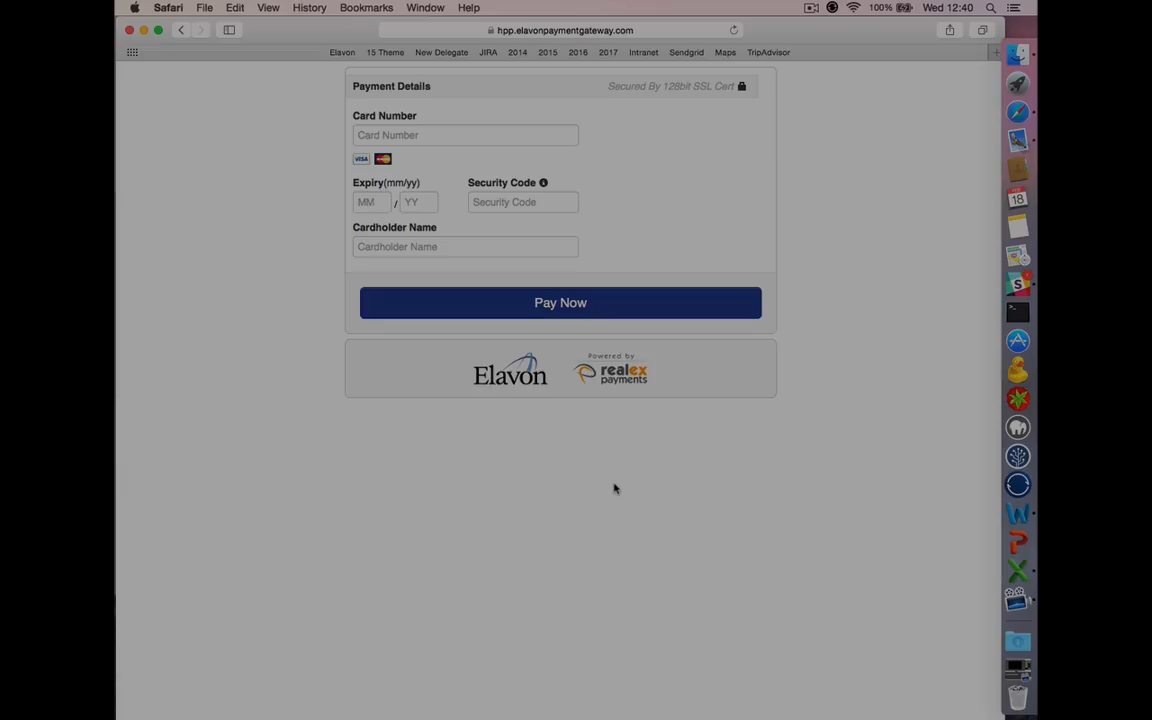 Safari File Edit View History Bookmarks Window Help 100% Wed 12:40
hpp.elavonpaymentgateway.com
Elavon 15 Theme New Delegate JIRA 2014 2015 2016 2017 Intranet Sendgrid Maps TripAdvisor
Payment Details Secured By 128bit SSL Cert
Card Number
Card Number
VISA
Expiry(mm/yy) Security Code
MM / YY Security Code
Cardholder Name
Cardholder Name
Pay Now
Powered by
Elavon realex
payments
18